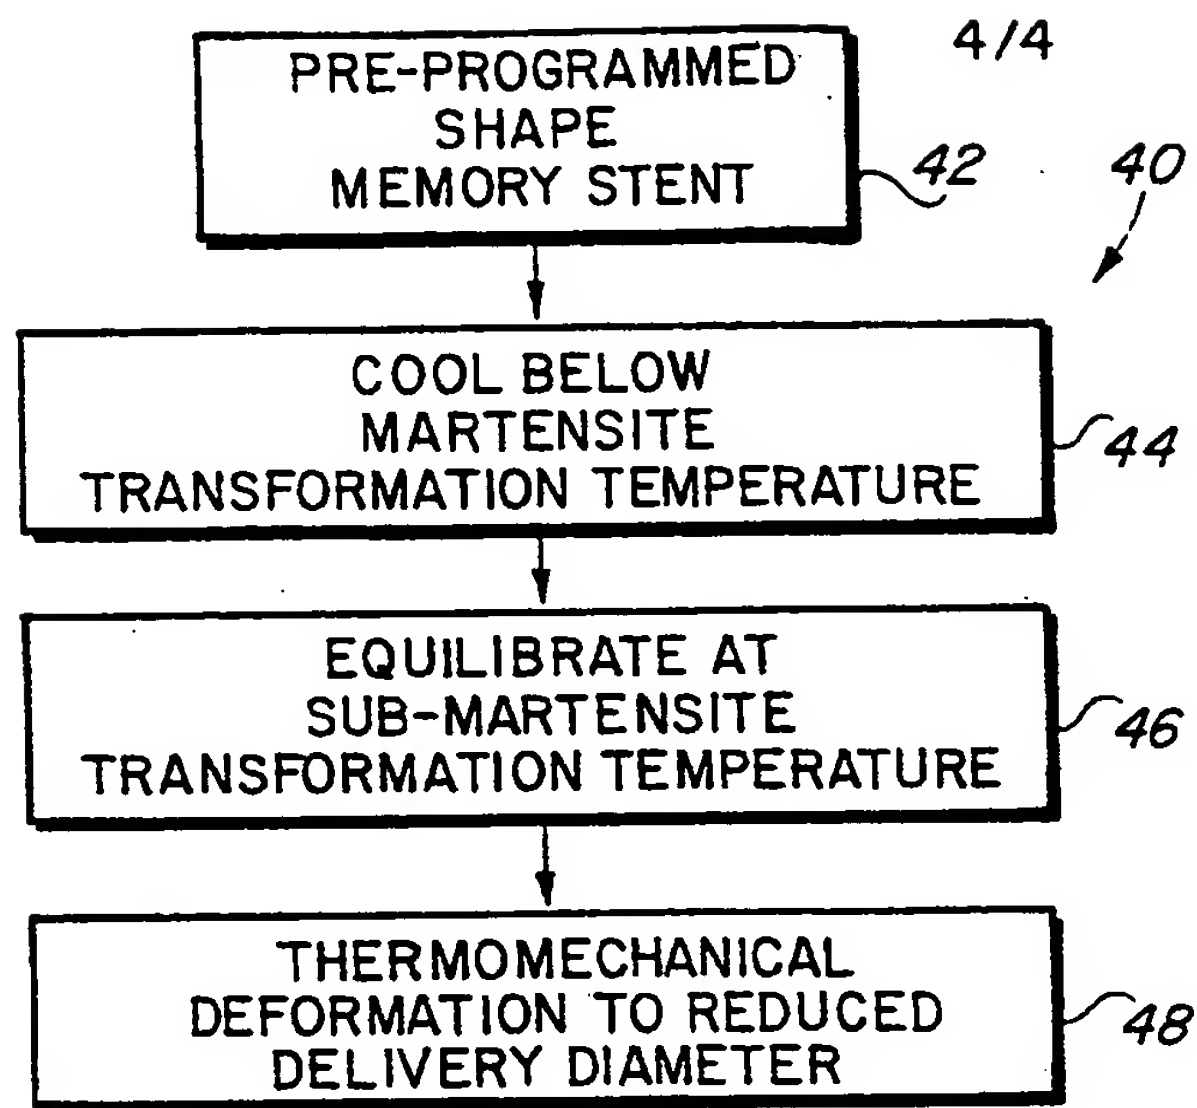 4/4
PRE-PROGRAMMED
SHAPE
MEMORY STENT
42
40
COOL BELOW
MARTENSITE
TRANSFORMATION TEMPERATURE
44
EQUILIBRATE AT
SUB-MARTENSITE
TRANSFORMATION TEMPERATURE
46
THERMOMECHANICAL
DEFORMATION TO REDUCED
DELIVERY DIAMETER
48